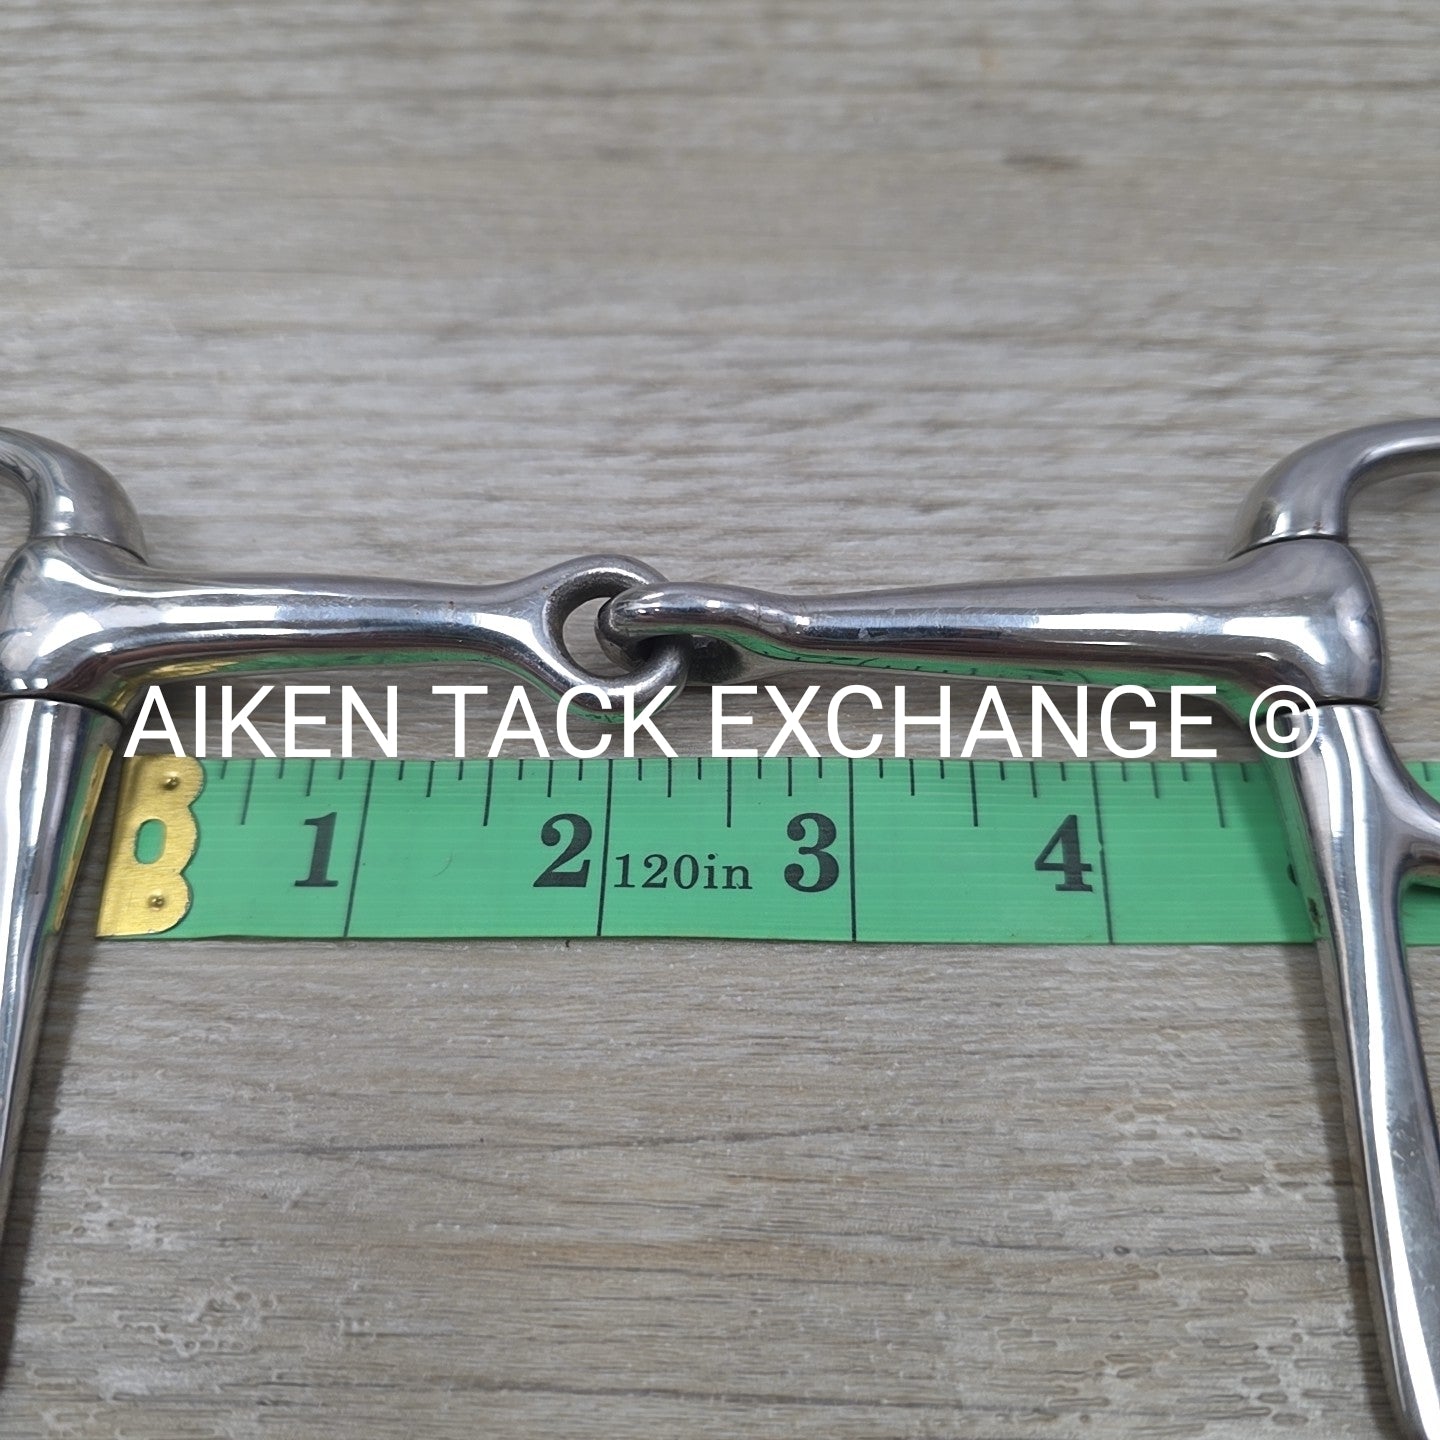 AIKEN TACK EXCHANGE ©
1 2 120in 3 4